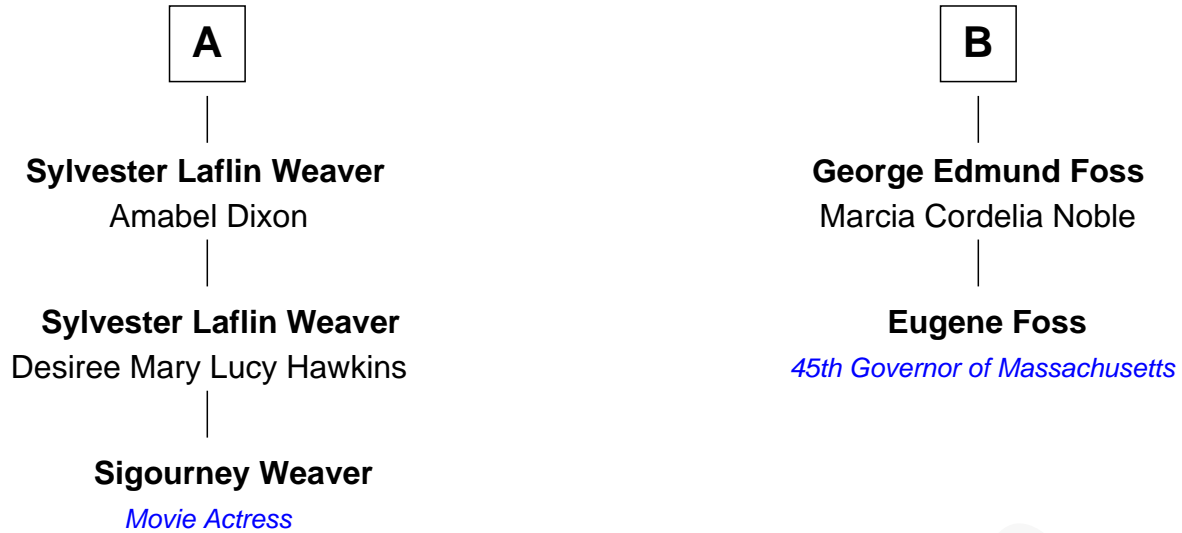 A
Sylvester Laflin Weaver
Amabel Dixon
Sylvester Laflin Weaver
Desiree Mary Lucy Hawkins
Sigourney Weaver
Movie Actress
B
George Edmund Foss
Marcia Cordelia Noble
Eugene Foss
45th Governor of Massachusetts